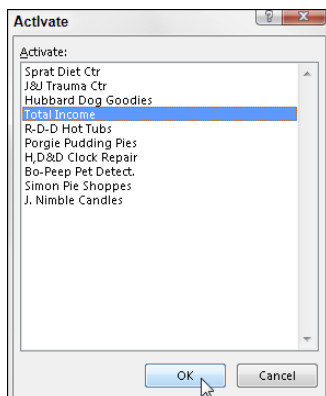 Activate
Activate:
Sprat Diet Ctr
J&J Trauma Ctr
Hubbard Dog Goodies
Total Income
R-D-D Hot Tubs
Porgie Pudding Pies
H,D&D Clock Repair
Bo-Peep Pet Detect.
Simon Pie Shoppes
J. Nimble Candles
OK
Cancel